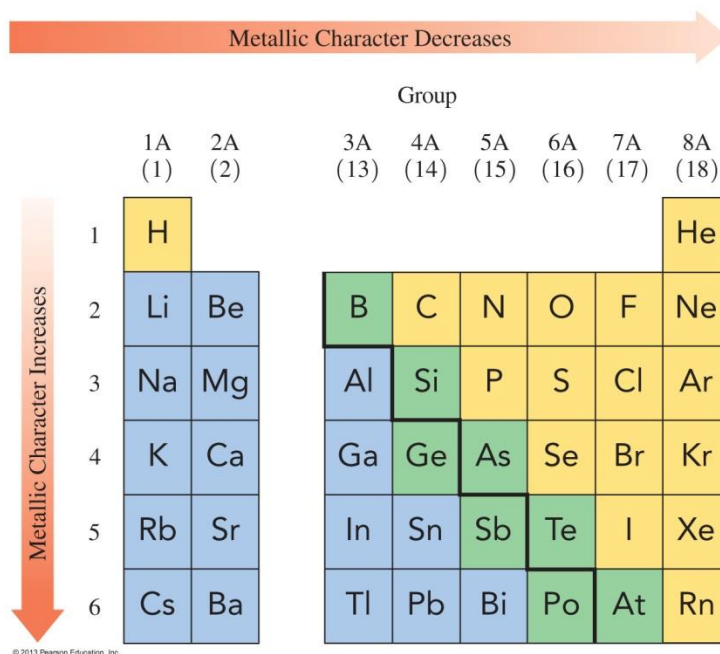 Metallic Character Decreases
Group
1A 2A 3A 4A 5A 6A 7A 8A
(1) (2) (13) (14) (15) (16) (17) (18)
Metallic Character Increases
1 H He
2 Li Be B C N O F Ne
3 Na Mg Al Si P S Cl Ar
4 K Ca Ga Ge As Se Br Kr
5 Rb Sr In Sn Sb Te I Xe
6 Cs Ba Tl Pb Bi Po At Rn
© 2013 Pearson Education, Inc.